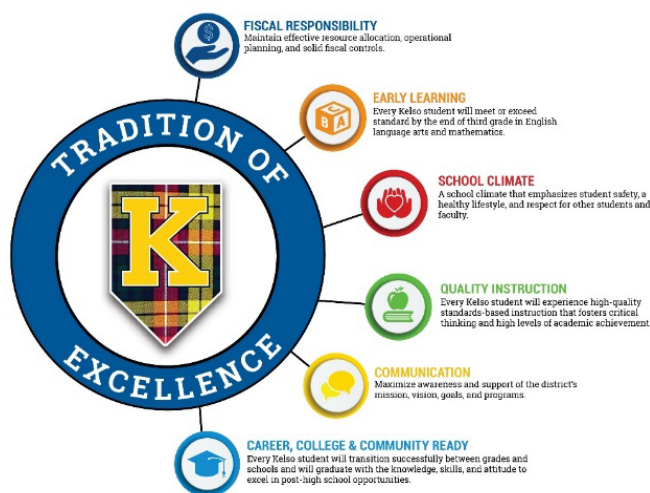 FISCAL RESPONSIBILITY
Maintain effective resource allocation, operational
planning, and solid fiscal controls.
EARLY LEARNING
Every Kelso student will meet or exceed
standard by the end of third grade in English
language arts and mathematics.
TRADITION OF
EXCELLENCE
K
$
B A
SCHOOL CLIMATE
A school climate that emphasizes student safety, a
healthy lifestyle, and respect for other students and
faculty.
QUALITY INSTRUCTION
Every Kelso student will experience high-quality
standards-based instruction that fosters critical
thinking and high levels of academic achievement
COMMUNICATION
Maximize awareness and support of the district's
mission, vision, goals, and programs.
CAREER, COLLEGE & COMMUNITY READY
Every Kelso student will transition successfully between grades and
schools and will graduate with the knowledge, skills, and attitude to
excel in post-high school opportunities.